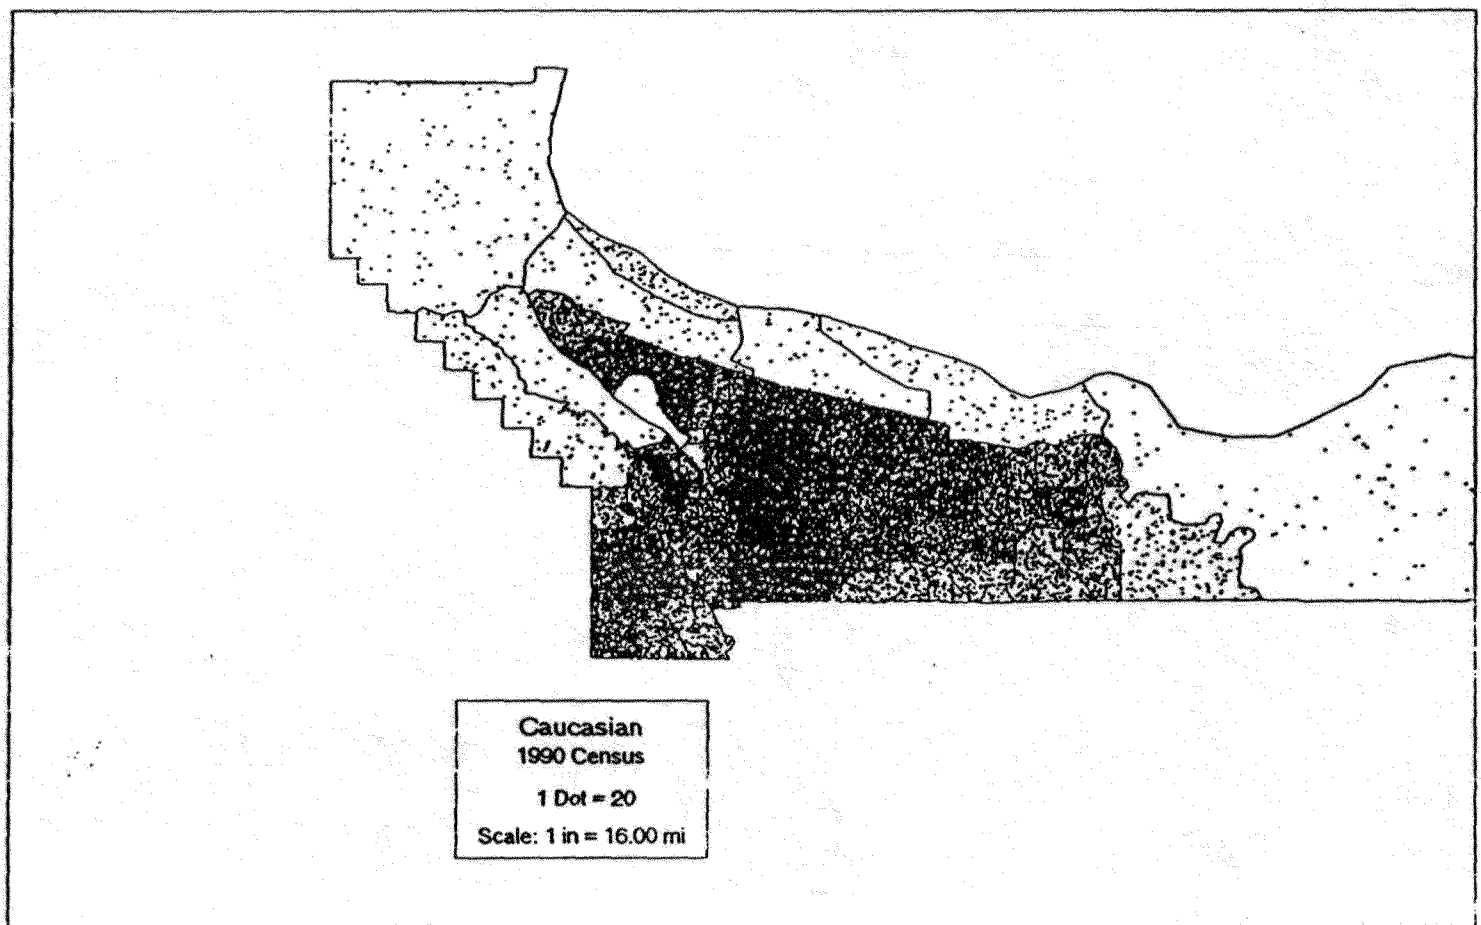 Caucasian
1990 Census
1 Dot = 20
Scale: 1 in = 16.00 mi